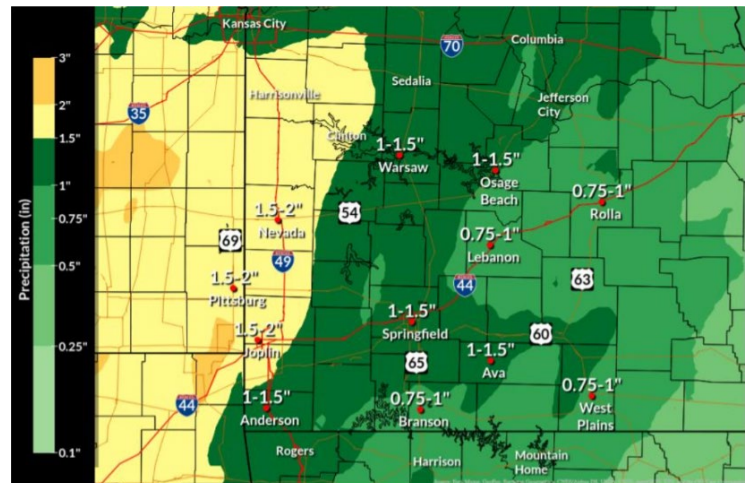 Precipitation (in)
3"
2"
1.5"
1"
0.75"
0.5"
0.25"
0.1"
Kansas City
INTERSTATE
70
Columbia
Sedalia
Harrisonville
35
Jefferson
City
Clinton
1-1.5"
Warsaw
1-1.5"
Osage
Beach
0.75-1"
Rolla
1.5-2"
Nevada
54
69
0.75-1"
Lebanon
49
1.5-2"
Pittsburg
44
63
1-1.5"
Springfield
1.5-2"
Joplin
60
65
1-1.5"
Ava
44
1-1.5"
Anderson
0.75-1"
Branson
0.75-1"
West
Plains
Rogers
Harrison
Mountain
Home